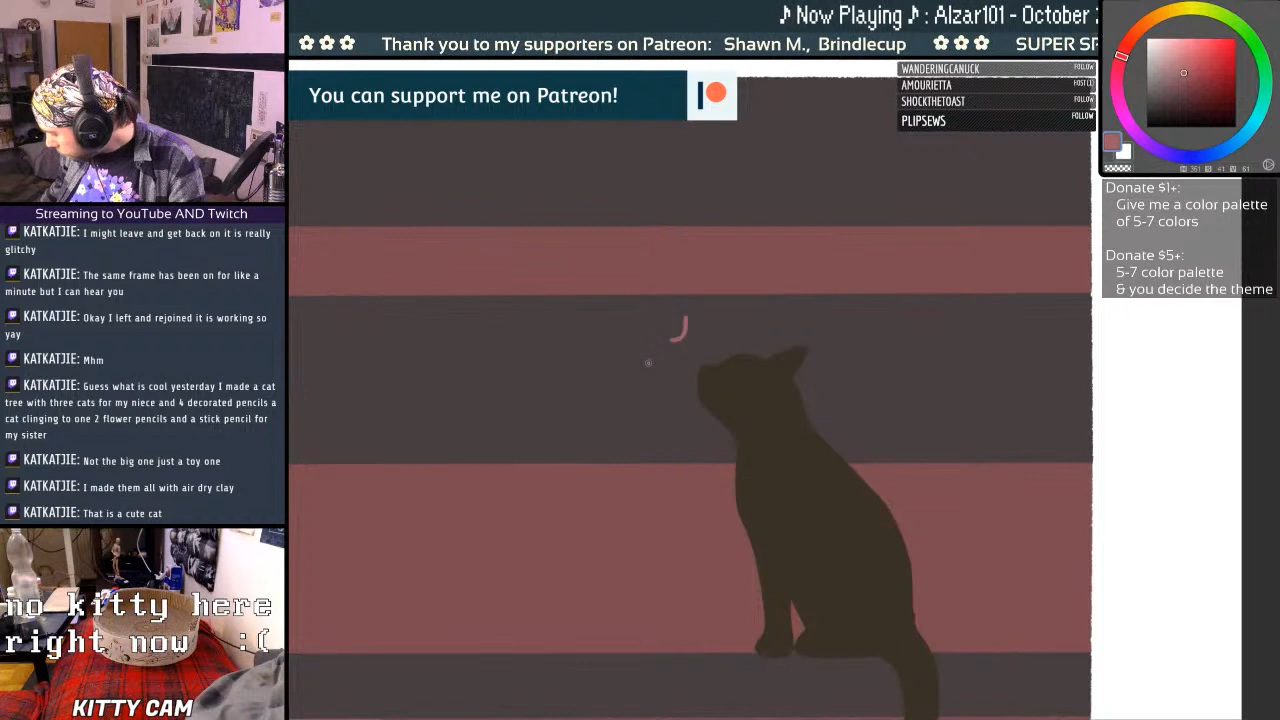 ♪ Now Playing ♪ : Alzar101 - October
Thank you to my supporters on Patreon: Shawn M., Brindlecup
SUPER
You can support me on Patreon!
WANDERINGCANUCK FOLLOW
AMOURIETTA
SHOCKTHETOAST FOLLOW
PLIPSEWS FOLLOW
Donate $1+:
Give me a color palette
of 5-7 colors
Donate $5+:
5-7 color palette
& you decide the theme
Streaming to YouTube AND Twitch
KATKATJIE: I might leave and get back on it is really
glitchy
KATKATJIE: The same frame has been on for like a
minute but I can hear you
KATKATJIE: Okay I left and rejoined it is working so
yay
KATKATJIE: Mhm
KATKATJIE: Guess what is cool yesterday I made a cat
tree with three cats for my niece and 4 decorated pencils a
cat clinging to one 2 flower pencils and a stick pencil for
my sister
KATKATJIE: Not the big one just a toy one
KATKATJIE: I made them all with air dry clay
KATKATJIE: That is a cute cat
no kitty here
right now :(
KITTY CAM